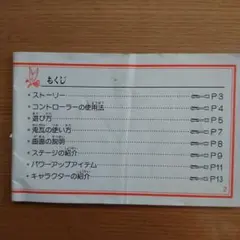 もくじ
・ストーリー P3
・コントローラーの使用法 P4
・遊び方 P5
・兎瓦の使い方 P7
・画面の説明 P8
・ステージの紹介 P9
・パワーアップアイテム P11
・キャラクターの紹介 P13
2